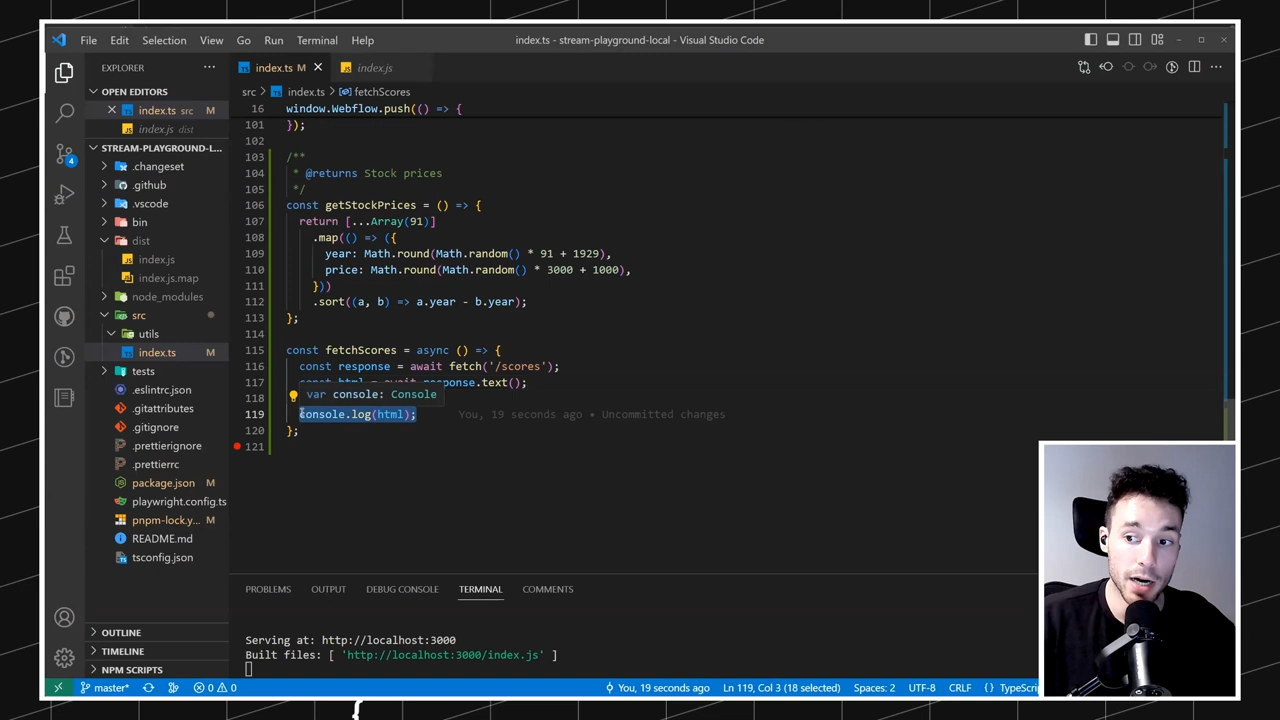 File Edit Selection View Go Run Terminal Help
index.ts - stream-playground-local - Visual Studio Code
EXPLORER
OPEN EDITORS
index.ts src M
index.js dist
STREAM-PLAYGROUND-L...
.changeset
.github
.vscode
bin
dist
index.js
index.js.map
node_modules
src
utils
index.ts M
tests
.eslintrc.json
.gitattributes
.gitignore
.prettierignore
.prettierrc
package.json M
playwright.config.ts
pnpm-lock.y... M
README.md
tsconfig.json
OUTLINE
TIMELINE
NPM SCRIPTS
4
index.ts M
index.js
src > index.ts > fetchScores
16 window.Webflow.push(() => {
101 });
102
103 /**
104 * @returns Stock prices
105 */
106 const getStockPrices = () => {
107 return [...Array(91)]
108 .map(() => ({
109 year: Math.round(Math.random() * 91 + 1929),
110 price: Math.round(Math.random() * 3000 + 1000),
111 }))
112 .sort((a, b) => a.year - b.year);
113 };
114
115 const fetchScores = async () => {
116 const response = await fetch('/scores');
117 const html = await response.text();
118 var console: Console
119 console.log(html); You, 19 seconds ago • Uncommitted changes
120 };
121
PROBLEMS OUTPUT DEBUG CONSOLE TERMINAL COMMENTS
Serving at: http://localhost:3000
Built files: [ 'http://localhost:3000/index.js' ]
master* 0 0 You, 19 seconds ago Ln 119, Col 3 (18 selected) Spaces: 2 UTF-8 CRLF {} TypeScri
{